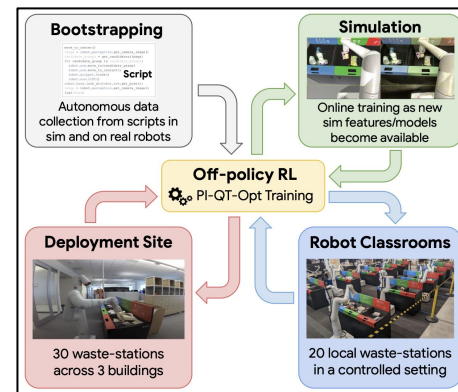 Bootstrapping
Script
Autonomous data
collection from scripts in
sim and on real robots
Simulation
Online training as new
sim features/models
become available
Off-policy RL
PI-QT-Opt Training
Deployment Site
30 waste-stations
across 3 buildings
Robot Classrooms
20 local waste-stations
in a controlled setting